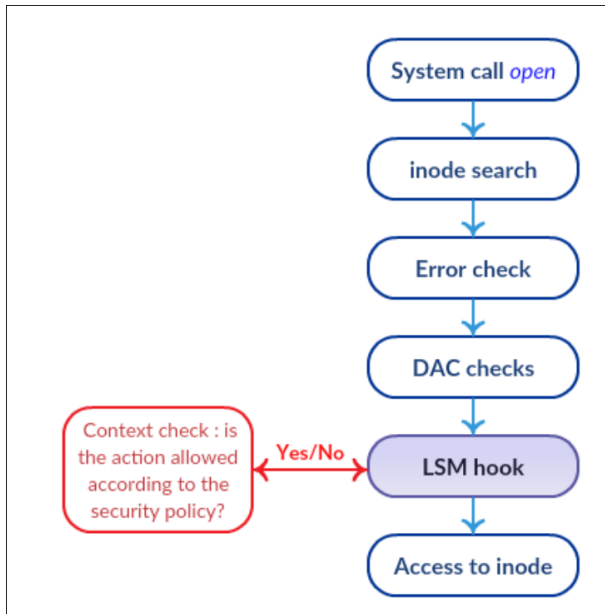 System call open
inode search
Error check
DAC checks
Context check : is
the action allowed
according to the
security policy?
Yes/No
LSM hook
Access to inode